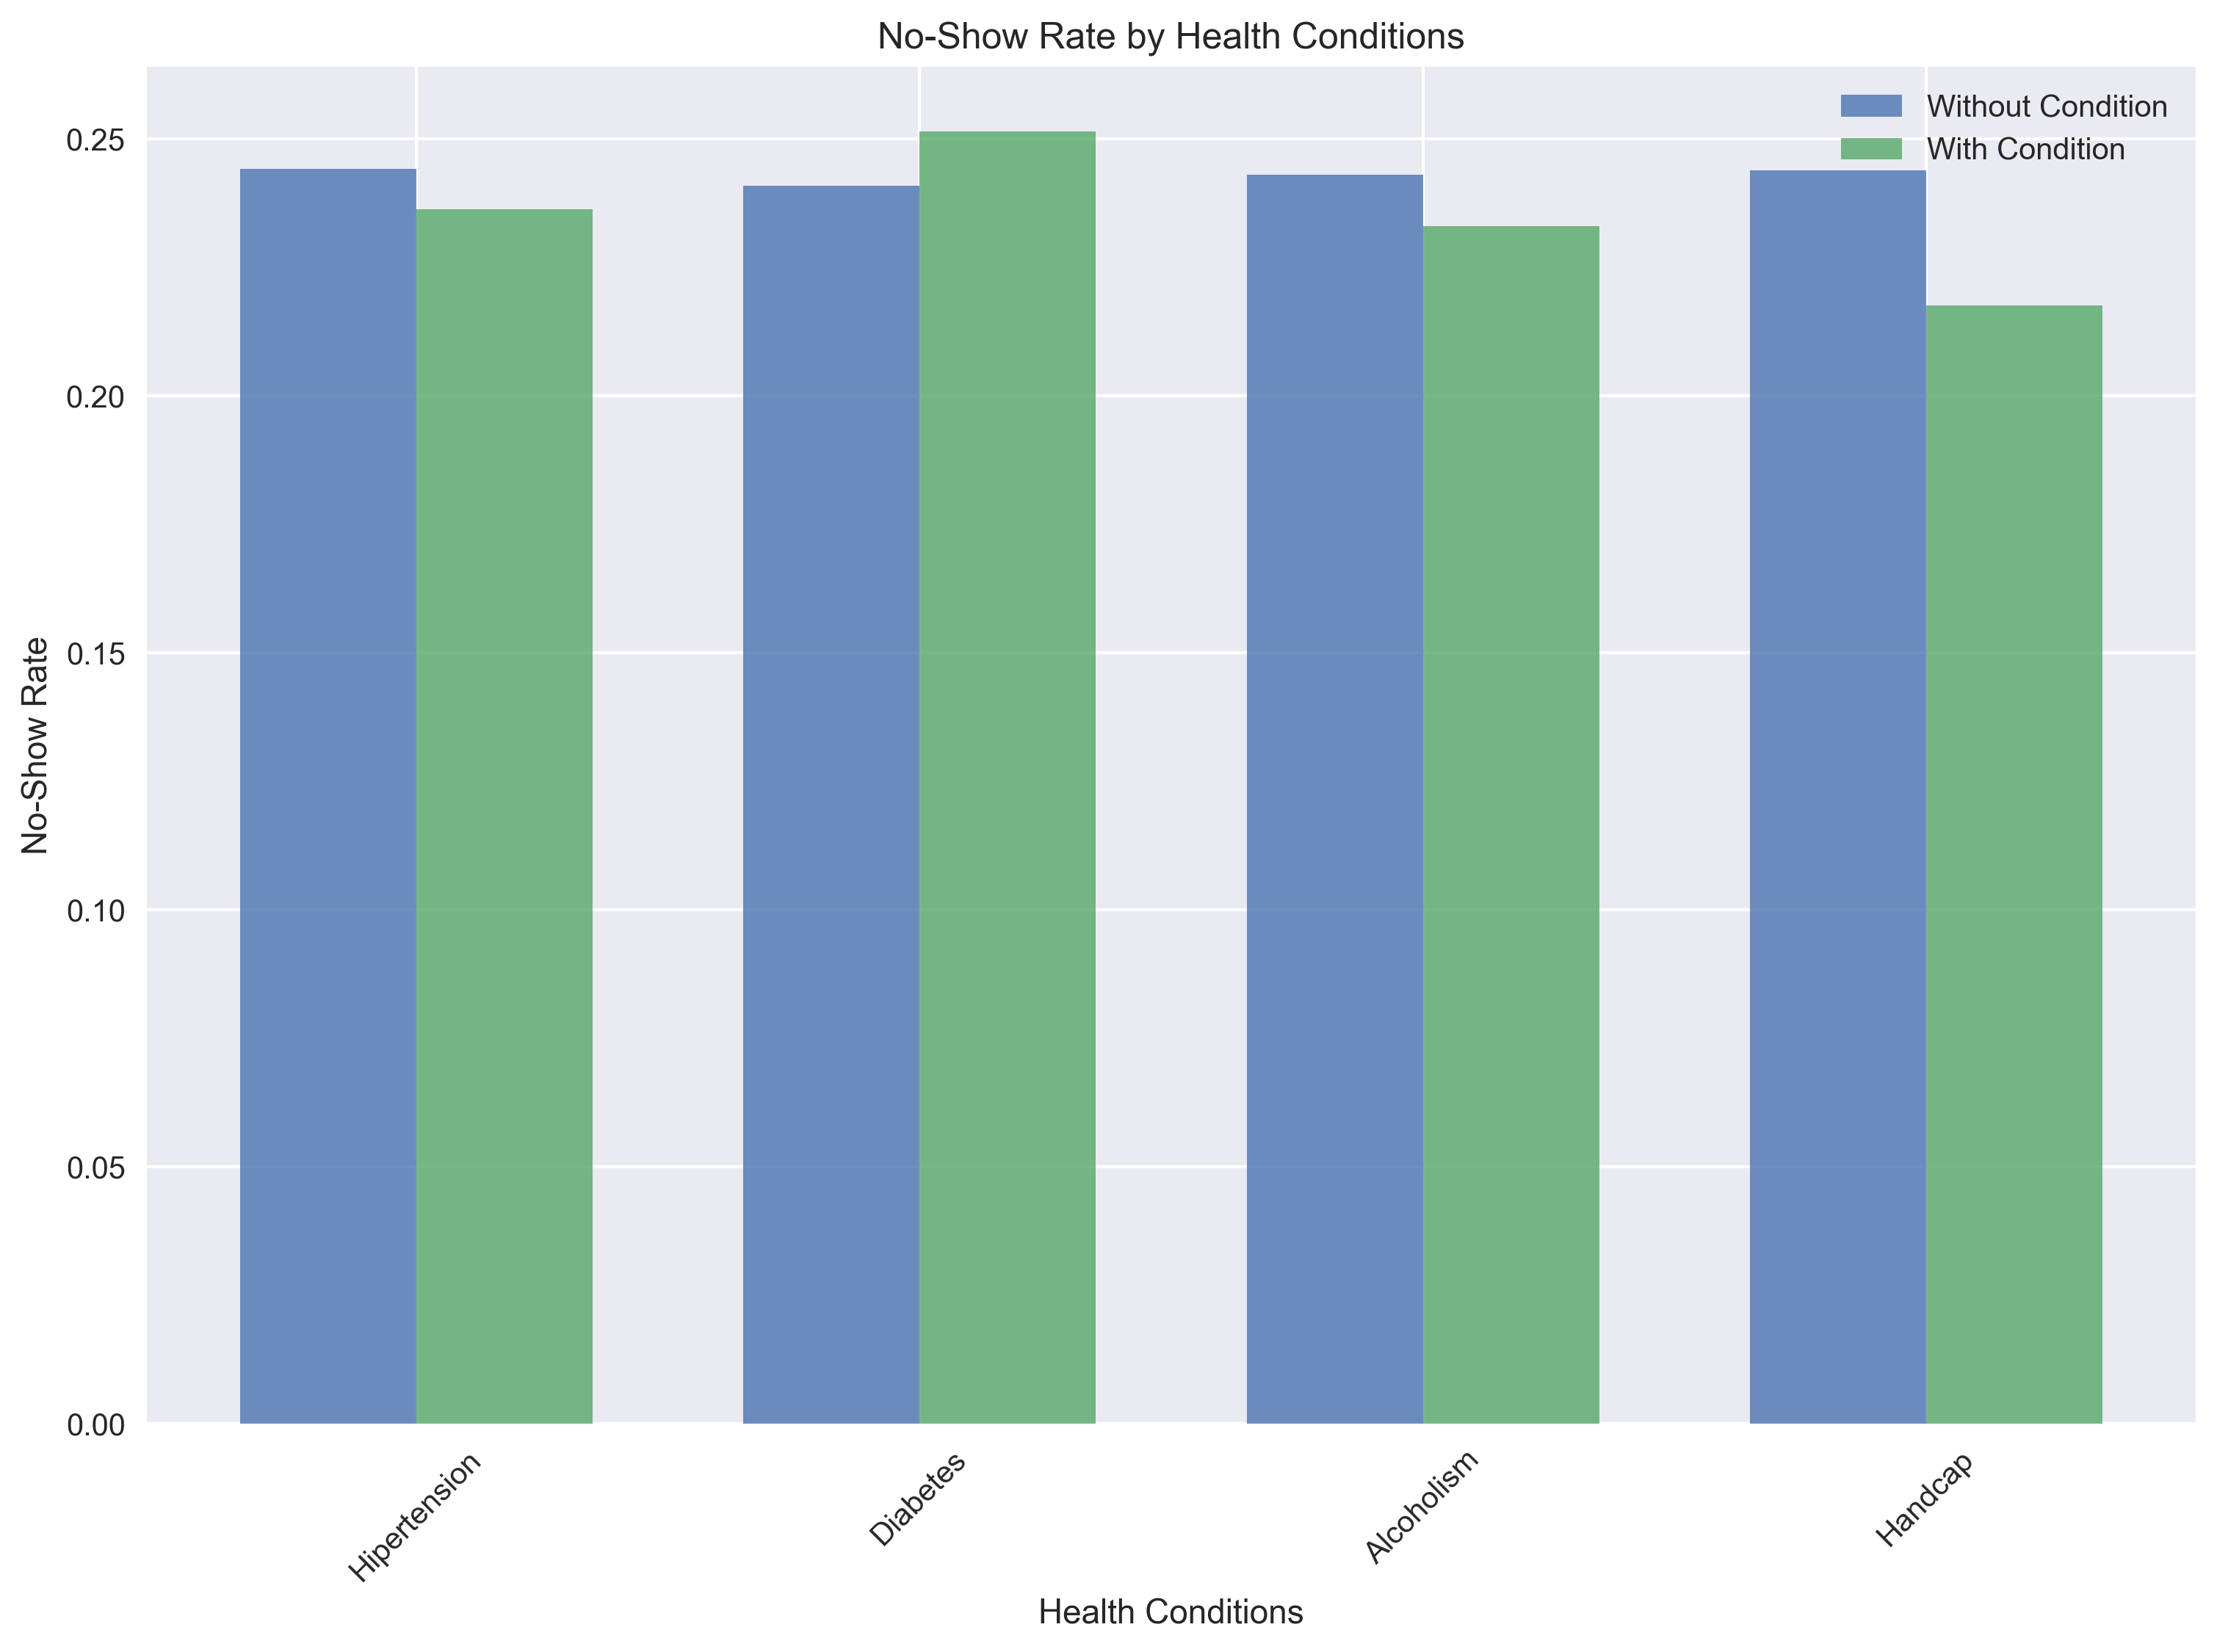 No-Show Rate by Health Conditions
Without Condition
With Condition
No-Show Rate
0.25
0.20
0.15
0.10
0.05
0.00
Hipertension
Diabetes
Alcoholism
Handcap
Health Conditions